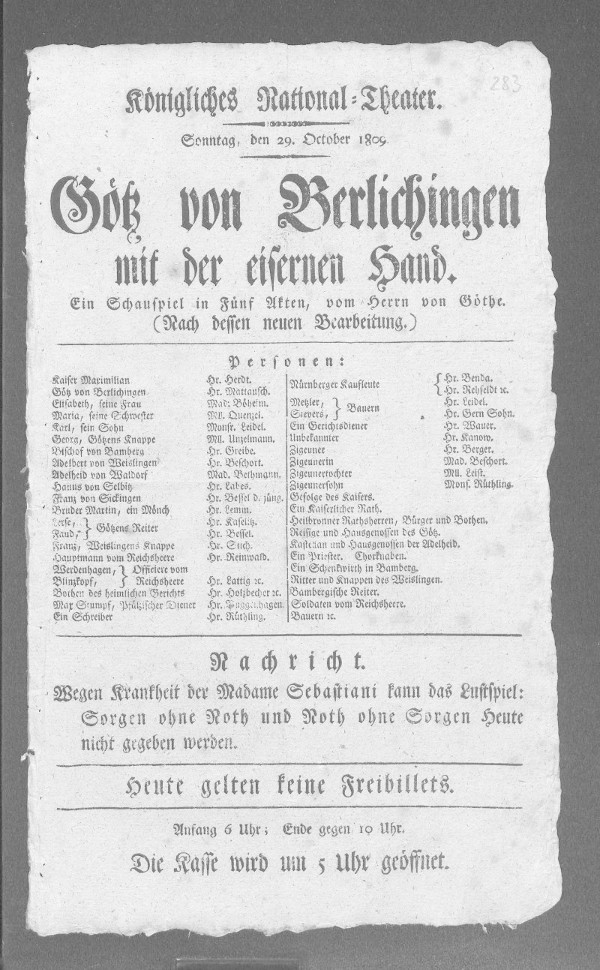 283
Königliches National-Theater.
Sonntag, den 29. October 1809
Götz von Berlichingen
mit der eisernen Hand.
Ein Schauspiel in Fünf Akten, vom Herrn von Göthe.
(Nach dessen neuen Bearbeitung.)
Personen:
Kaiser Maximilian Hr. Herdt.
Götz von Berlichingen Hr. Mattausch.
Elisabeth, seine Frau Mad. Böheim.
Maria, seine Schwester Mll. Quenzel.
Karl, sein Sohn Monsr. Leidel.
Georg, Götzens Knappe Mll. Unzelmann.
Bischof von Bamberg Hr. Greibe.
Adelbert von Weislingen Hr. Beschort.
Adelheid von Waldorf Mad. Bethmann.
Hanns von Selbitz Hr. Labes.
Franz von Sickingen Hr. Bessel d. jüng.
Bruder Martin, ein Mönch Hr. Lemm.
Lerse, } Götzens Reiter Hr. Kaselitz.
Faud, Hr. Bessel.
Franz, Weislingens Knappe Hr. Stich.
Hauptmann vom Reichsheere Hr. Reinwald.
Werdenhagen, } Officiere vom
Blinzkopf, Reichsheere Hr. Lattig ꝛc.
Bothen des heimlichen Gerichts Hr. Holzbecher ꝛc.
Max Stumpf, Pfälzischer Diener Hr.
Ein Schreiber Hr. Rüthling.
Nürnberger Kaufleute { Hr. Benda.
Hr. Rehfeldt ꝛc.
Metzler, } Bauern Hr. Leidel.
Sievers, Hr. Gern Sohn.
Ein Gerichtsdiener Hr. Wauer.
Unbekannter Hr. Kanow.
Zigeuner Hr. Berger.
Zigeunerin Mad. Beschort.
Zigeunertochter Mll. Leist.
Zigeunersohn Mons. Rüthling.
Gefolge des Kaisers.
Ein Kaiserlicher Rath.
Heilbronner Rathsherren, Bürger und Bothen.
Reisige und Hausgenossen des Götz.
Kastellan und Hausgenossen der Adelheid.
Ein Priester. Chorknaben.
Ein Schenkwirth in Bamberg.
Ritter und Knappen des Weislingen.
Bambergische Reiter.
Soldaten vom Reichsheere.
Bauern ꝛc.
Nachricht.
Wegen Krankheit der Madame Sebastiani kann das Lustspiel:
Sorgen ohne Noth und Noth ohne Sorgen Heute
nicht gegeben werden.
Heute gelten keine Freibillets.
Anfang 6 Uhr; Ende gegen 10 Uhr.
Die Kasse wird um 5 Uhr geöffnet.